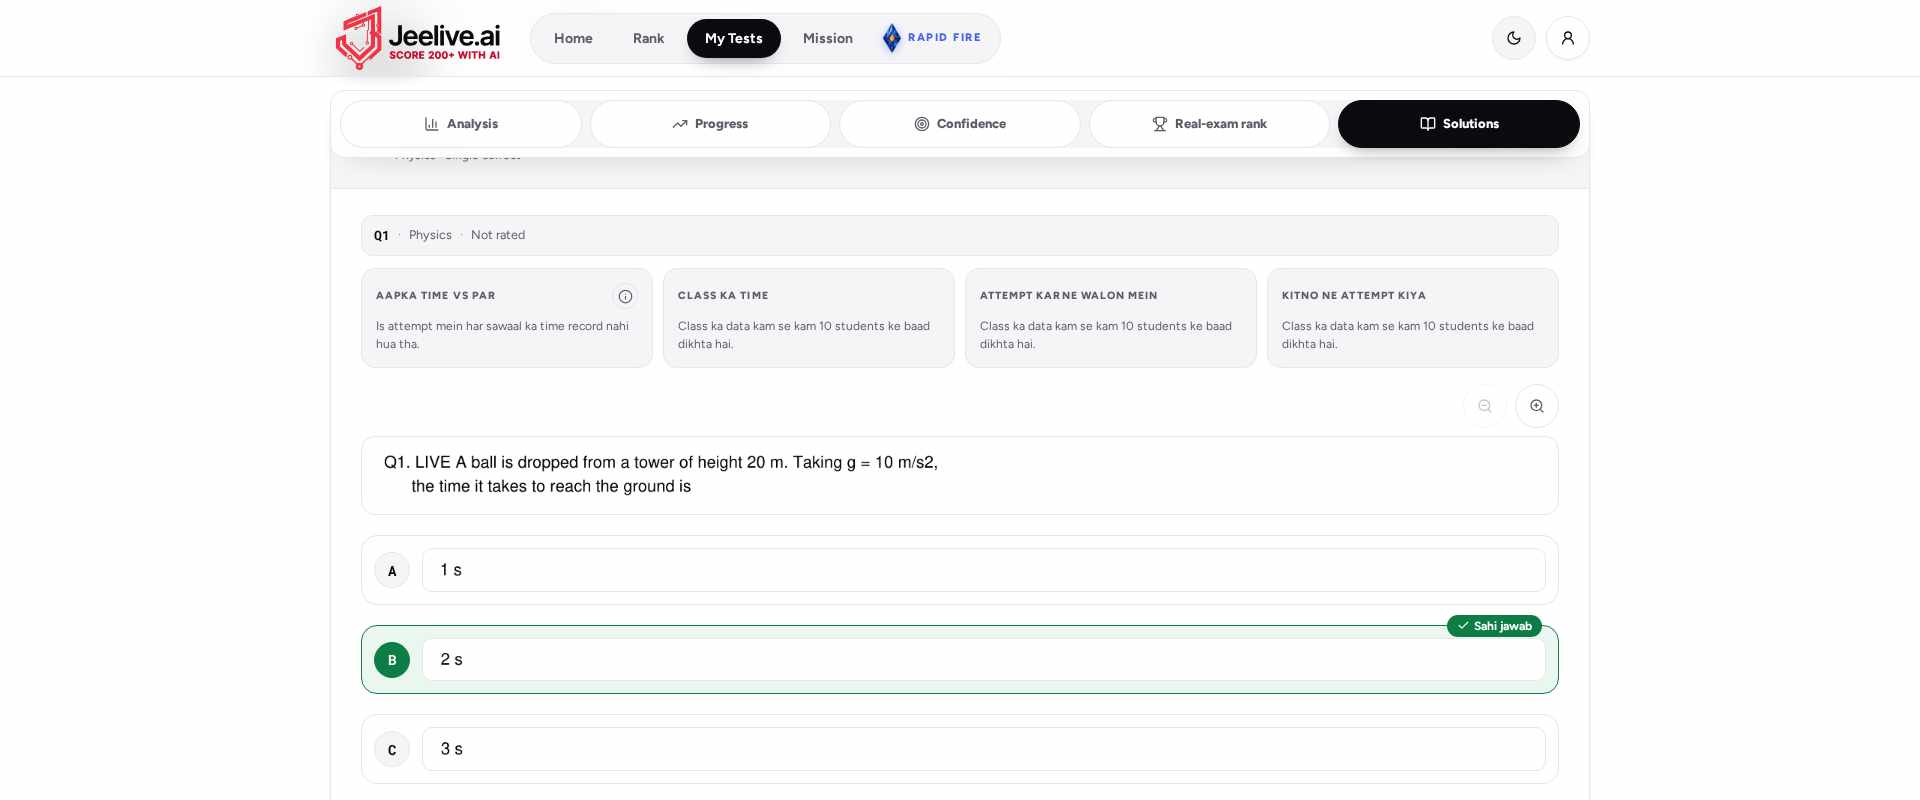 Jeelive.ai
SCORE 200+ WITH AI
Home
Rank
My Tests
Mission
RAPID FIRE
Analysis
Progress
Confidence
Real-exam rank
Solutions
Physics · Single correct
Q1 · Physics · Not rated
AAPKA TIME VS PAR
Is attempt mein har sawaal ka time record nahi
hua tha.
CLASS KA TIME
Class ka data kam se kam 10 students ke baad
dikhta hai.
ATTEMPT KARNE WALON MEIN
Class ka data kam se kam 10 students ke baad
dikhta hai.
KITNO NE ATTEMPT KIYA
Class ka data kam se kam 10 students ke baad
dikhta hai.
Q1. LIVE A ball is dropped from a tower of height 20 m. Taking g = 10 m/s2,
the time it takes to reach the ground is
A
1 s
Sahi jawab
B
2 s
C
3 s